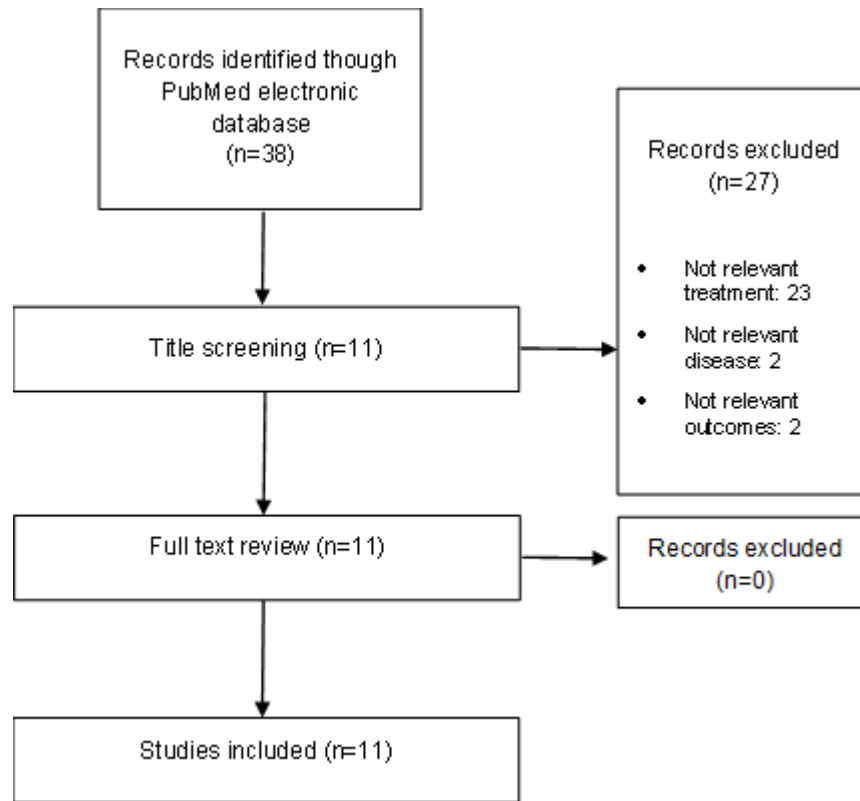 Records identified though
PubMed electronic
database
(n=38)
Records excluded
(n=27)
• Not relevant
treatment: 23
• Not relevant
disease: 2
• Not relevant
outcomes: 2
Title screening (n=11)
Full text review (n=11)
Records excluded
(n=0)
Studies included (n=11)